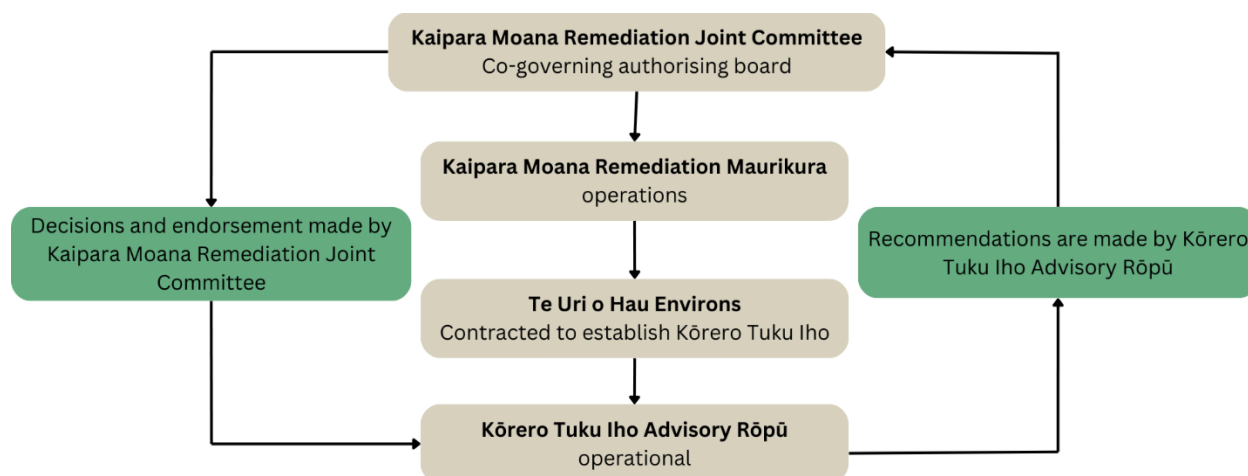 Kaipara Moana Remediation Joint Committee
Co-governing authorising board
Kaipara Moana Remediation Maurikura
operations
Decisions and endorsement made by
Kaipara Moana Remediation Joint
Committee
Recommendations are made by Kōrero
Tuku Iho Advisory Rōpū
Te Uri o Hau Environs
Contracted to establish Kōrero Tuku Iho
Kōrero Tuku Iho Advisory Rōpū
operational